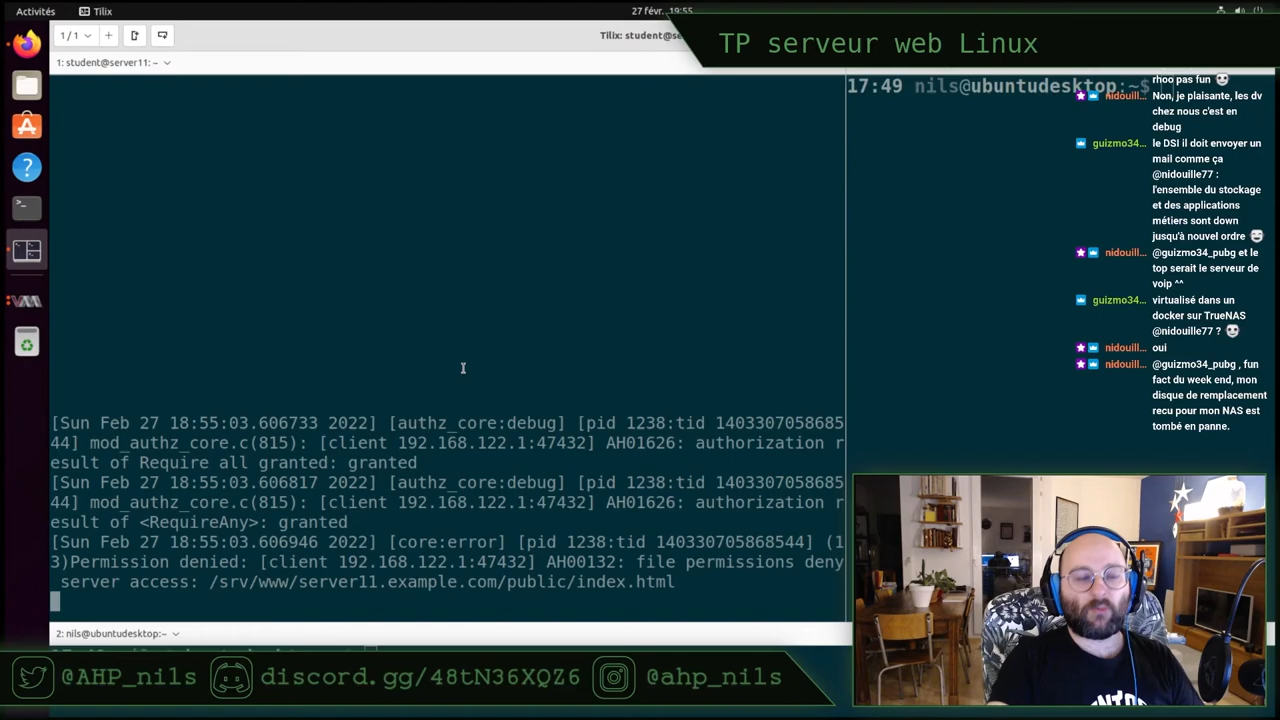 Activités
Tilix
27 févr. 19:55
1 / 1
Tilix: student@se
TP serveur web Linux
1: student@server11: ~
17:49 nils@ubuntudesktop:~$
[Sun Feb 27 18:55:03.606733 2022] [authz_core:debug] [pid 1238:tid 1403307058685
44] mod_authz_core.c(815): [client 192.168.122.1:47432] AH01626: authorization r
esult of Require all granted: granted
[Sun Feb 27 18:55:03.606817 2022] [authz_core:debug] [pid 1238:tid 1403307058685
44] mod_authz_core.c(815): [client 192.168.122.1:47432] AH01626: authorization r
esult of <RequireAny>: granted
[Sun Feb 27 18:55:03.606946 2022] [core:error] [pid 1238:tid 140330705868544] (1
3)Permission denied: [client 192.168.122.1:47432] AH00132: file permissions deny
 server access: /srv/www/server11.example.com/public/index.html
2: nils@ubuntudesktop:~
rhoo pas fun
nidouill... Non, je plaisante, les dv
chez nous c'est en
debug
guizmo34... le DSI il doit envoyer un
mail comme ça
@nidouille77 :
l'ensemble du stockage
et des applications
métiers sont down
jusqu'à nouvel ordre
nidouill... @guizmo34_pubg et le
top serait le serveur de
voip ^^
guizmo34... virtualisé dans un
docker sur TrueNAS
@nidouille77 ?
nidouill... oui
nidouill... @guizmo34_pubg , fun
fact du week end, mon
disque de remplacement
recu pour mon NAS est
tombé en panne.
@AHP_nils
discord.gg/48tN36XQZ6
@ahp_nils